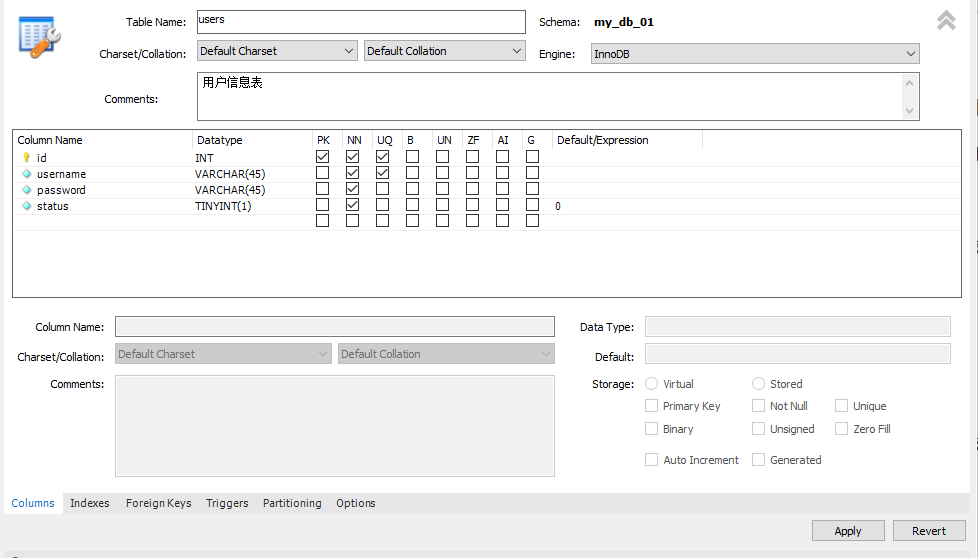 Table Name: users Schema: my_db_01
Charset/Collation: Default Charset Default Collation Engine: InnoDB
Comments: 用户信息表
Column Name Datatype PK NN UQ B UN ZF AI G Default/Expression
id INT
username VARCHAR(45)
password VARCHAR(45)
status TINYINT(1) 0
Column Name: Data Type:
Charset/Collation: Default Charset Default Collation Default:
Comments: Storage: Virtual Stored
Primary Key Not Null Unique
Binary Unsigned Zero Fill
Auto Increment Generated
Columns Indexes Foreign Keys Triggers Partitioning Options
Apply Revert